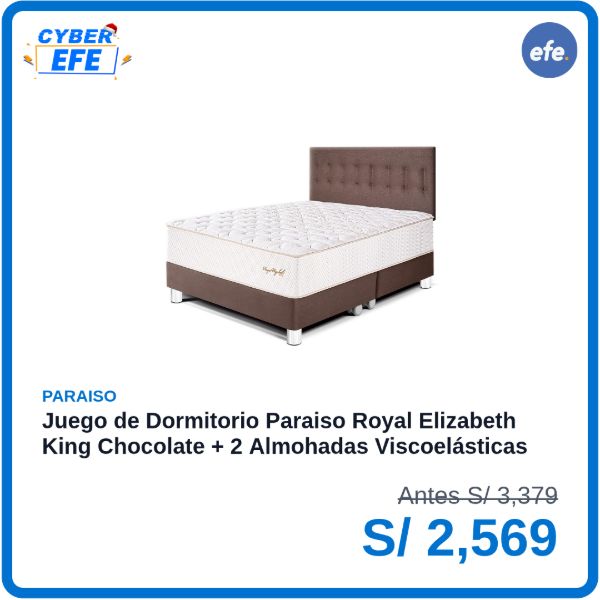 CYBER
EFE
efe.
PARAISO
Juego de Dormitorio Paraiso Royal Elizabeth
King Chocolate + 2 Almohadas Viscoelásticas
Antes S/ 3,379
S/ 2,569